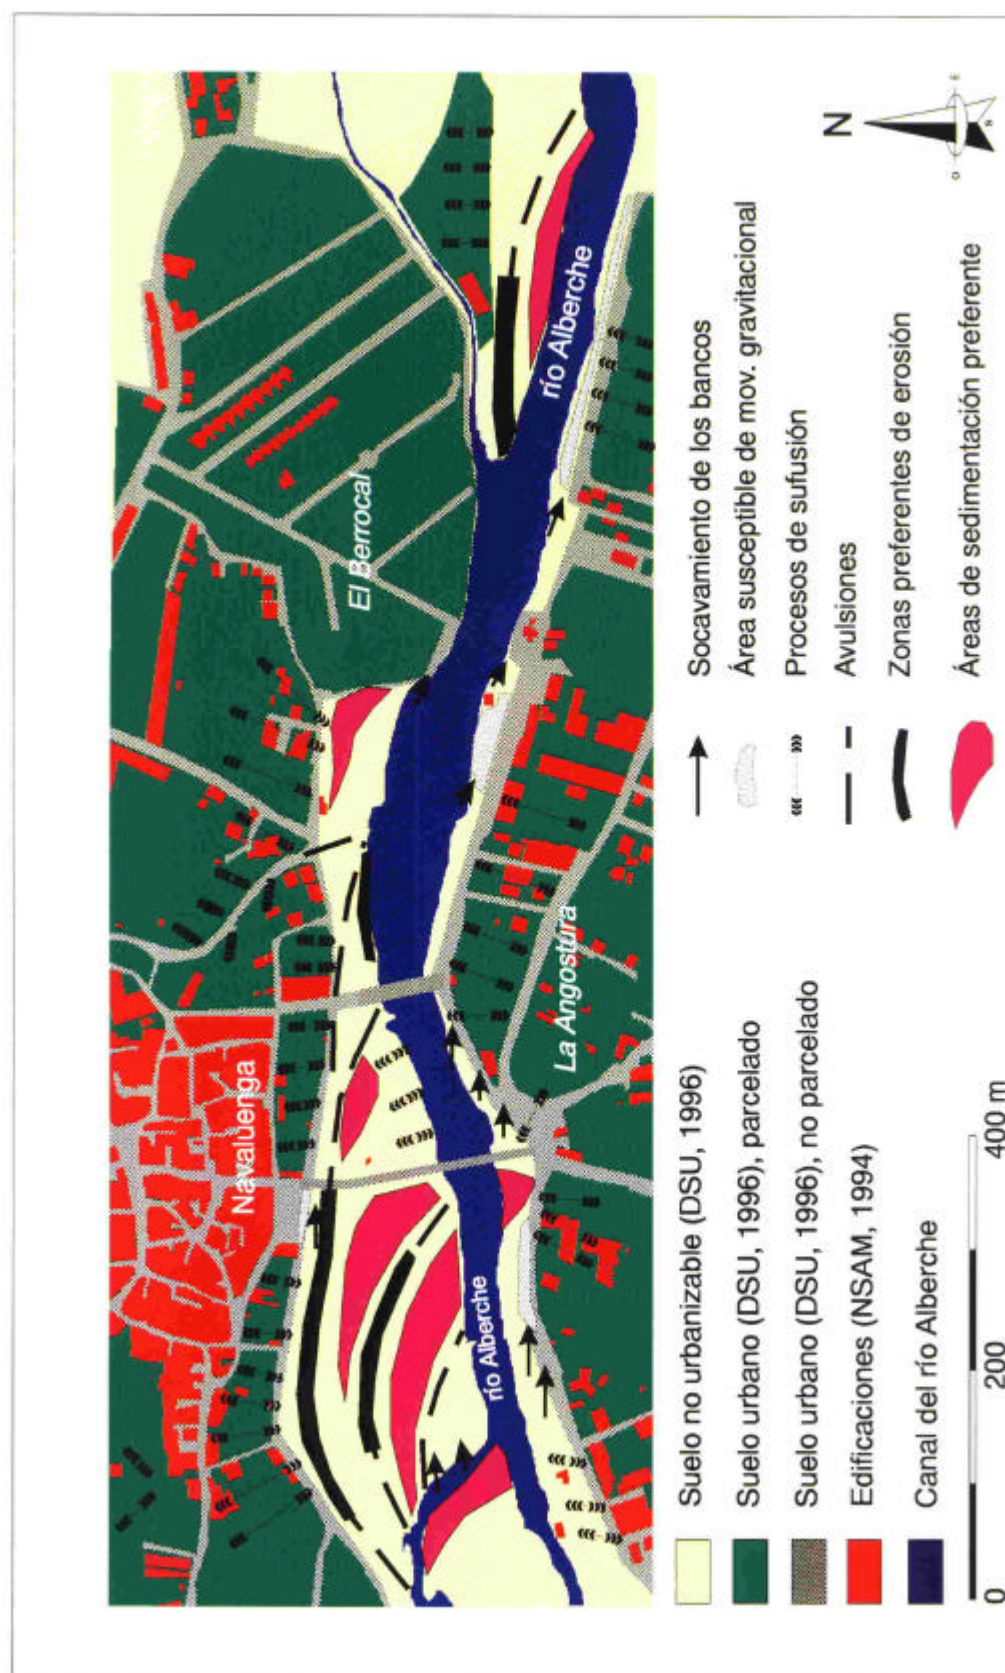 Navaluenga
El Berrocal
río Alberche
río Alberche
La Angostura
Suelo no urbanizable (DSU, 1996)
Suelo urbano (DSU, 1996), parcelado
Suelo urbano (DSU, 1996), no parcelado
Edificaciones (NSAM, 1994)
Canal del río Alberche
0 200 400 m
Socavamiento de los bancos
Área susceptible de mov. gravitacional
Procesos de sufusión
Avulsiones
Zonas preferentes de erosión
Áreas de sedimentación preferente
N
O
E
S